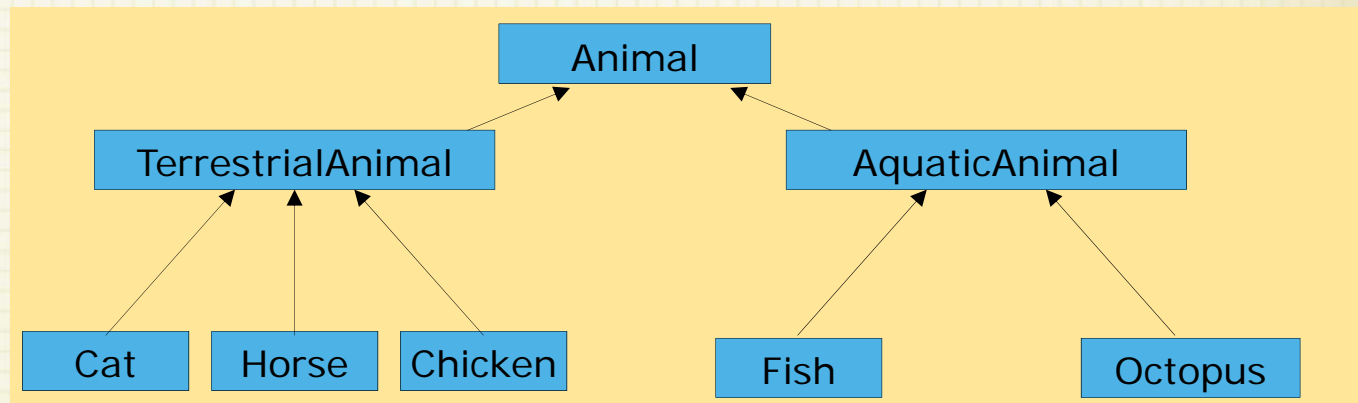 Animal
TerrestrialAnimal
AquaticAnimal
Cat
Horse
Chicken
Fish
Octopus